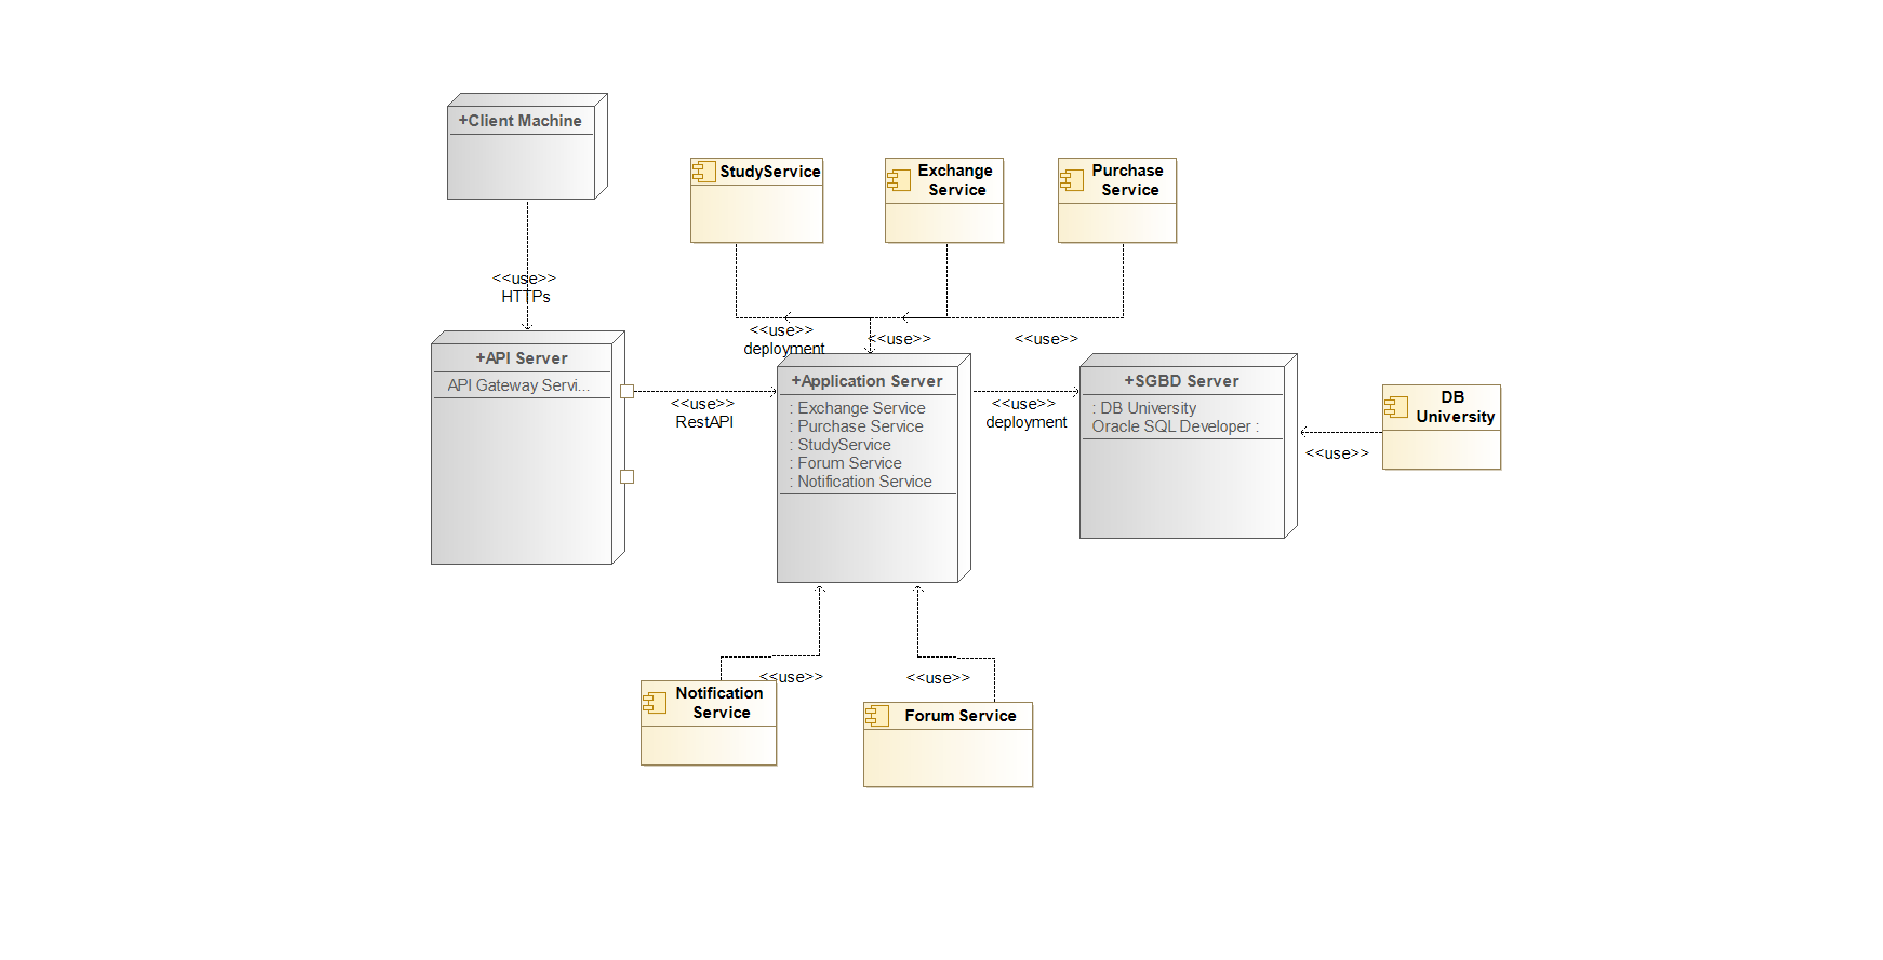 +Client Machine
StudyService
Exchange
Service
Purchase
Service
<<use>>
HTTPs
<<use>>
deployment
<<use>>
<<use>>
+API Server
API Gateway Servi...
<<use>>
RestAPI
+Application Server
: Exchange Service
: Purchase Service
: StudyService
: Forum Service
: Notification Service
<<use>>
deployment
+SGBD Server
: DB University
Oracle SQL Developer :
DB
University
<<use>>
<<use>>
<<use>>
Notification
Service
Forum Service